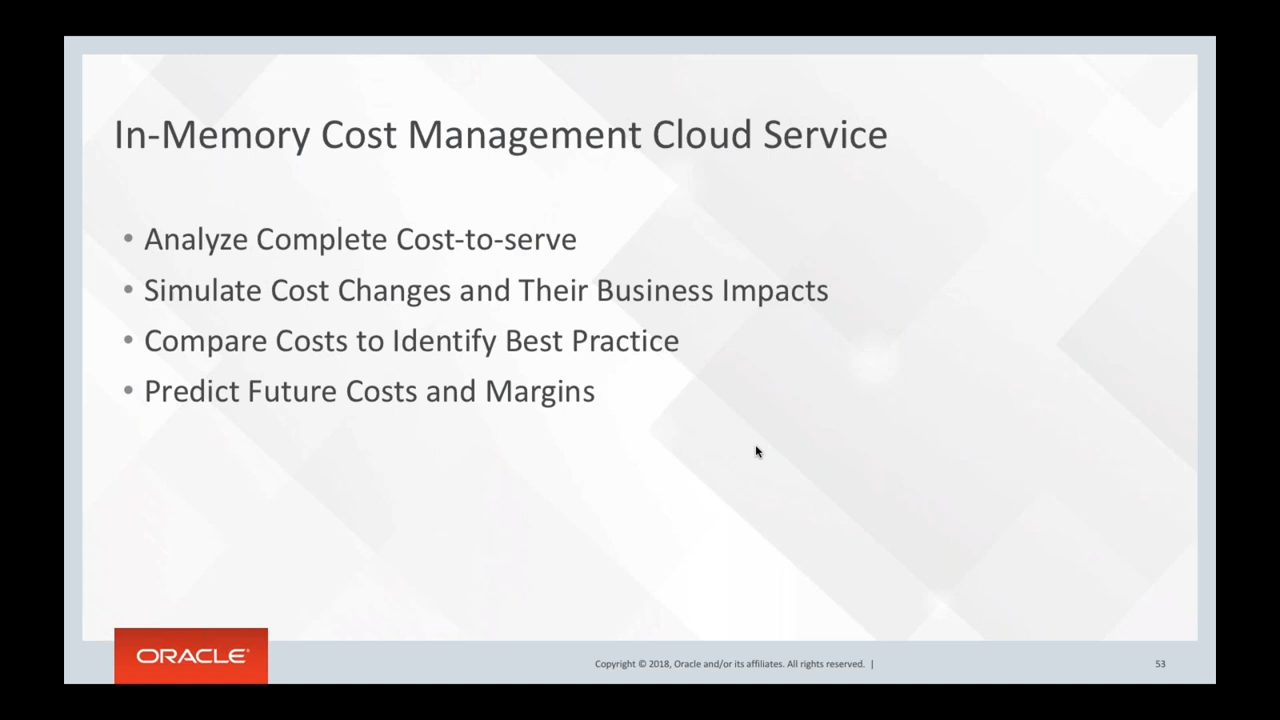 In-Memory Cost Management Cloud Service
• Analyze Complete Cost-to-serve
• Simulate Cost Changes and Their Business Impacts
• Compare Costs to Identify Best Practice
• Predict Future Costs and Margins
ORACLE®
Copyright © 2018, Oracle and/or its affiliates. All rights reserved. |
53